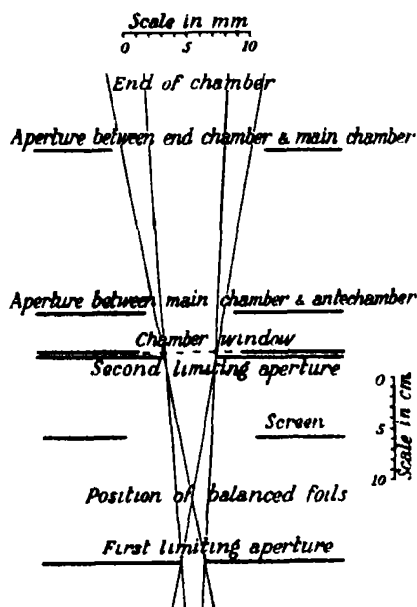 Scale in mm
0 5 10
End of chamber
Aperture between end chamber & main chamber
Aperture between main chamber & antechamber
Chamber window
Second limiting aperture
0
5
10
Scale in cm.
Screen
Position of balanced foils
First limiting aperture